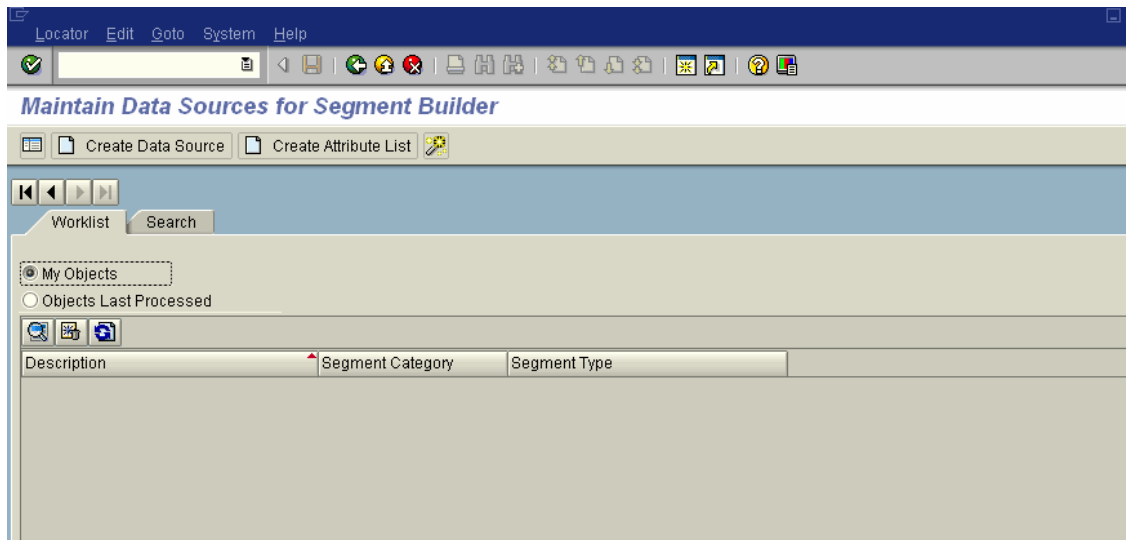 Locator Edit Goto System Help
Maintain Data Sources for Segment Builder
Create Data Source Create Attribute List
Worklist Search
My Objects
Objects Last Processed
Description Segment Category Segment Type